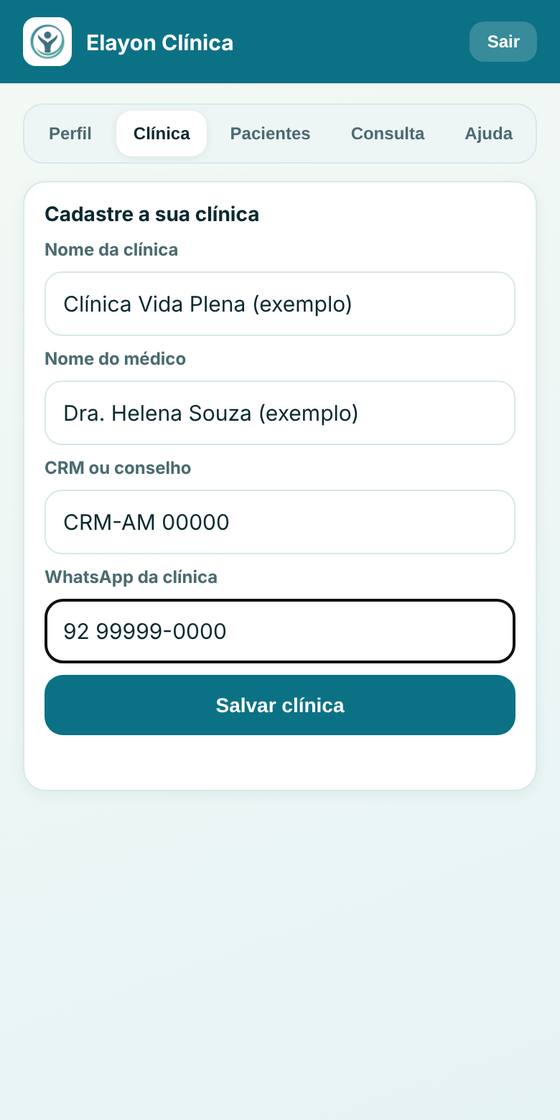 Elayon Clínica
Sair
Perfil
Clínica
Pacientes
Consulta
Ajuda
Cadastre a sua clínica
Nome da clínica
Clínica Vida Plena (exemplo)
Nome do médico
Dra. Helena Souza (exemplo)
CRM ou conselho
CRM-AM 00000
WhatsApp da clínica
92 99999-0000
Salvar clínica